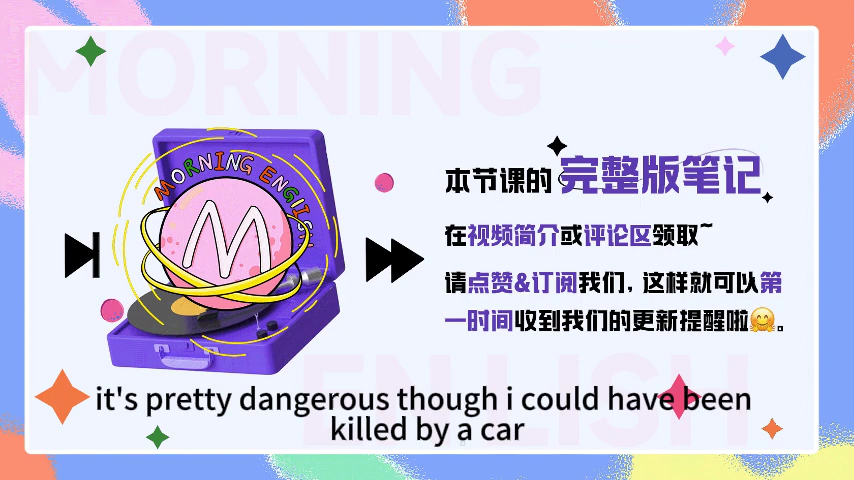 MORNING
MORNING ENGLISH
M
本节课的 完整版笔记
在视频简介或评论区领取~
请点赞&订阅我们，这样就可以第
一时间收到我们的更新提醒啦🤗。
ENGLISH
it's pretty dangerous though i could have been
killed by a car